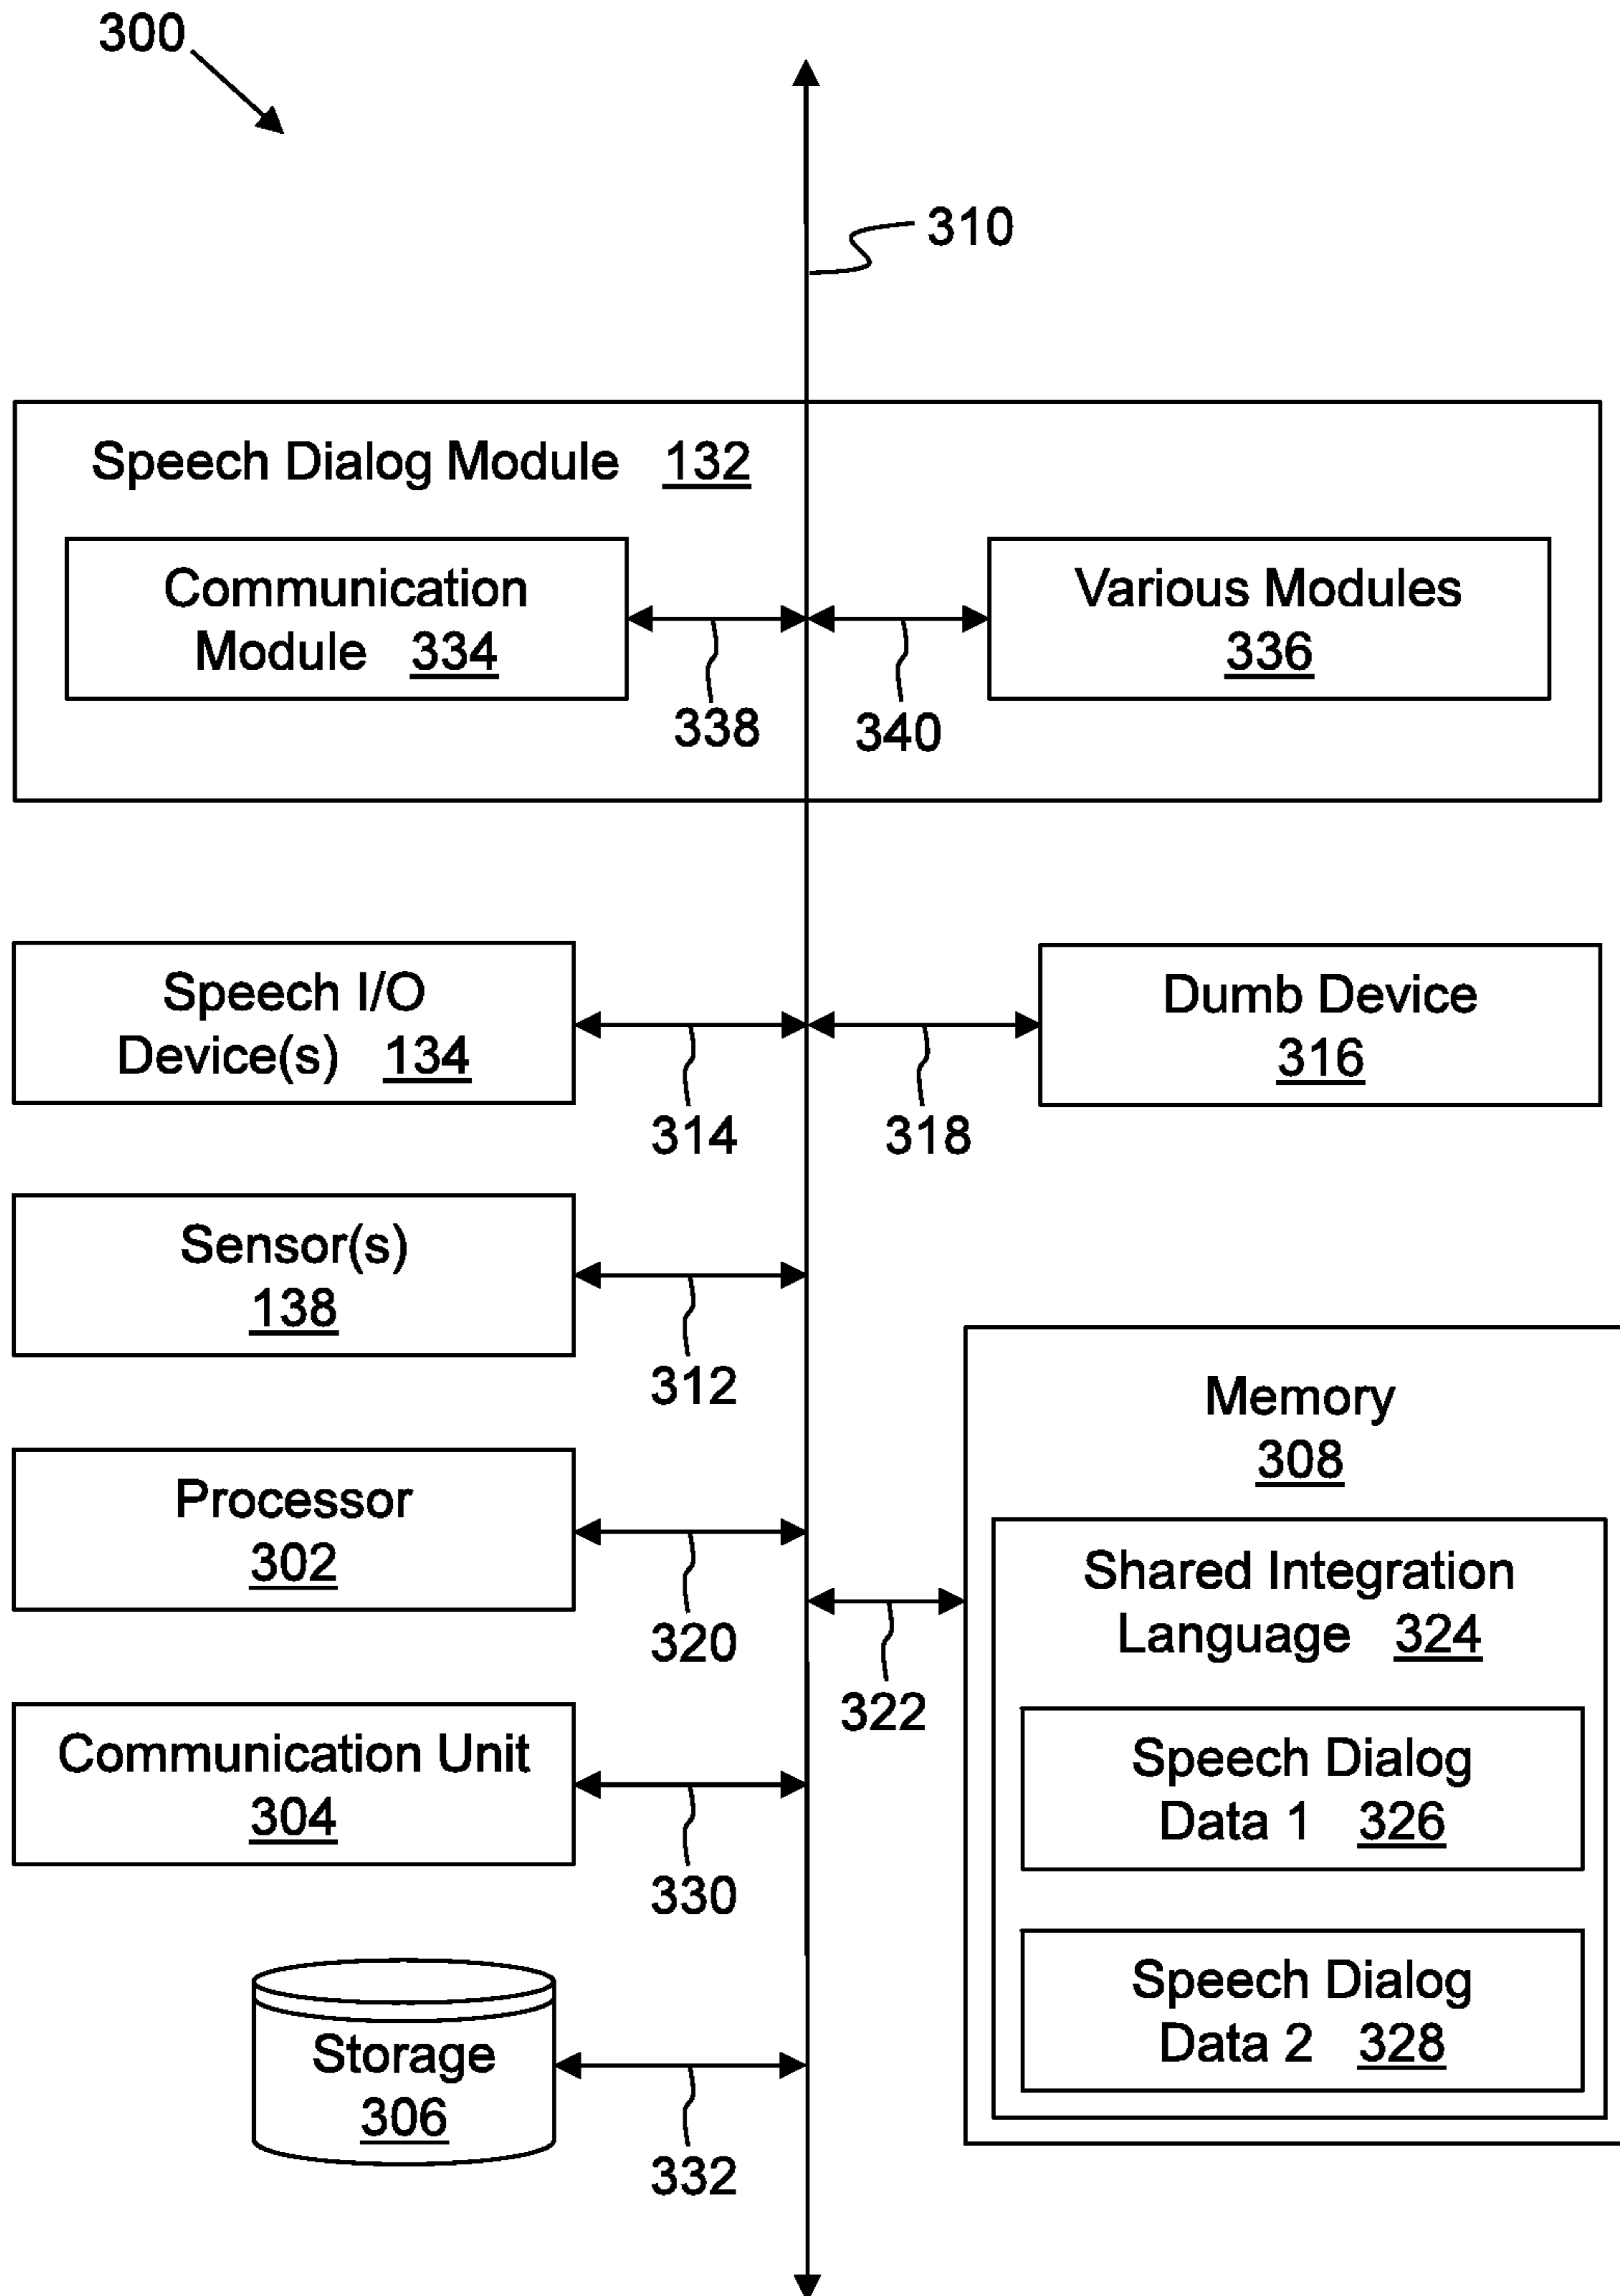 300
310
Speech Dialog Module 132
Communication
Module 334
Various Modules
336
338
340
Speech I/O
Device(s) 134
Dumb Device
316
314
318
Sensor(s)
138
312
Memory
308
Processor
302
Shared Integration
Language 324
320
322
Communication Unit
304
Speech Dialog
Data 1 326
330
Speech Dialog
Data 2 328
Storage
306
332